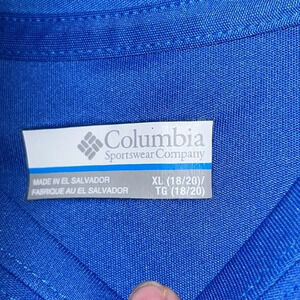 Columbia
Sportswear Company
MADE IN EL SALVADOR
FABRIQUE AU EL SALVADOR
XL (18/20)/
TG (18/20)